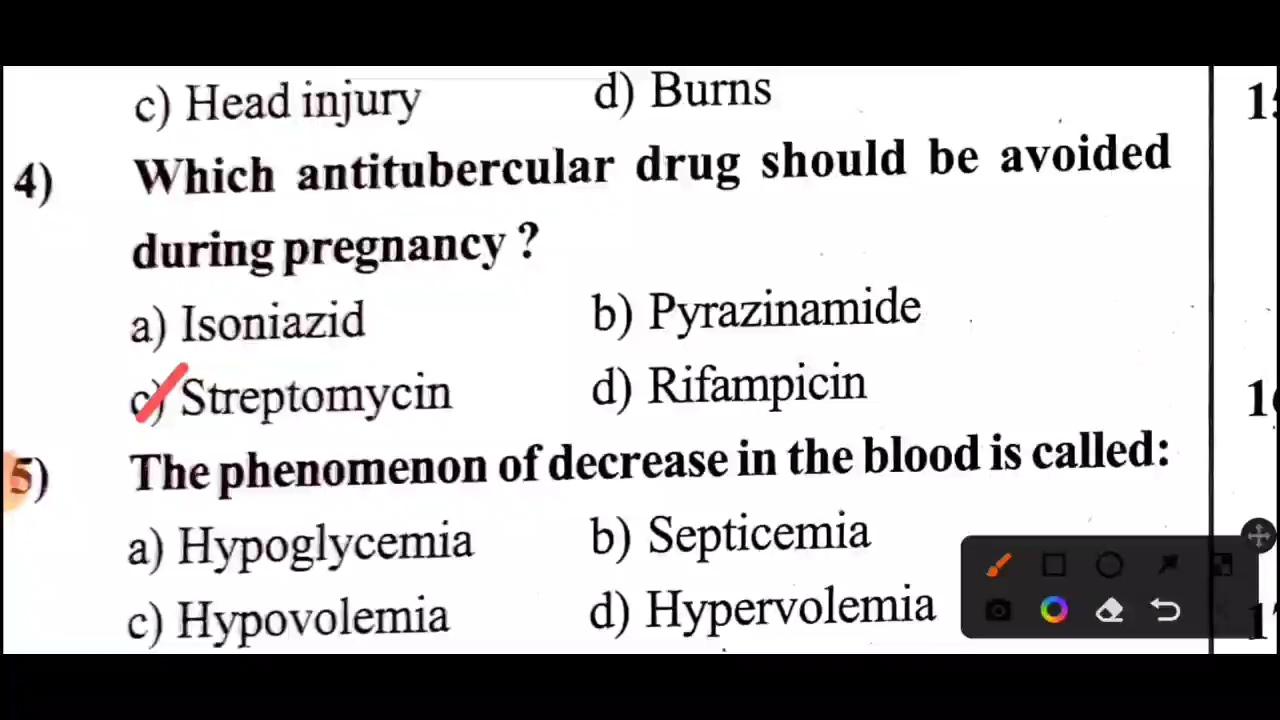 c) Head injury d) Burns
4) Which antitubercular drug should be avoided
during pregnancy ?
a) Isoniazid b) Pyrazinamide
c) Streptomycin d) Rifampicin
5) The phenomenon of decrease in the blood is called:
a) Hypoglycemia b) Septicemia
c) Hypovolemia d) Hypervolemia